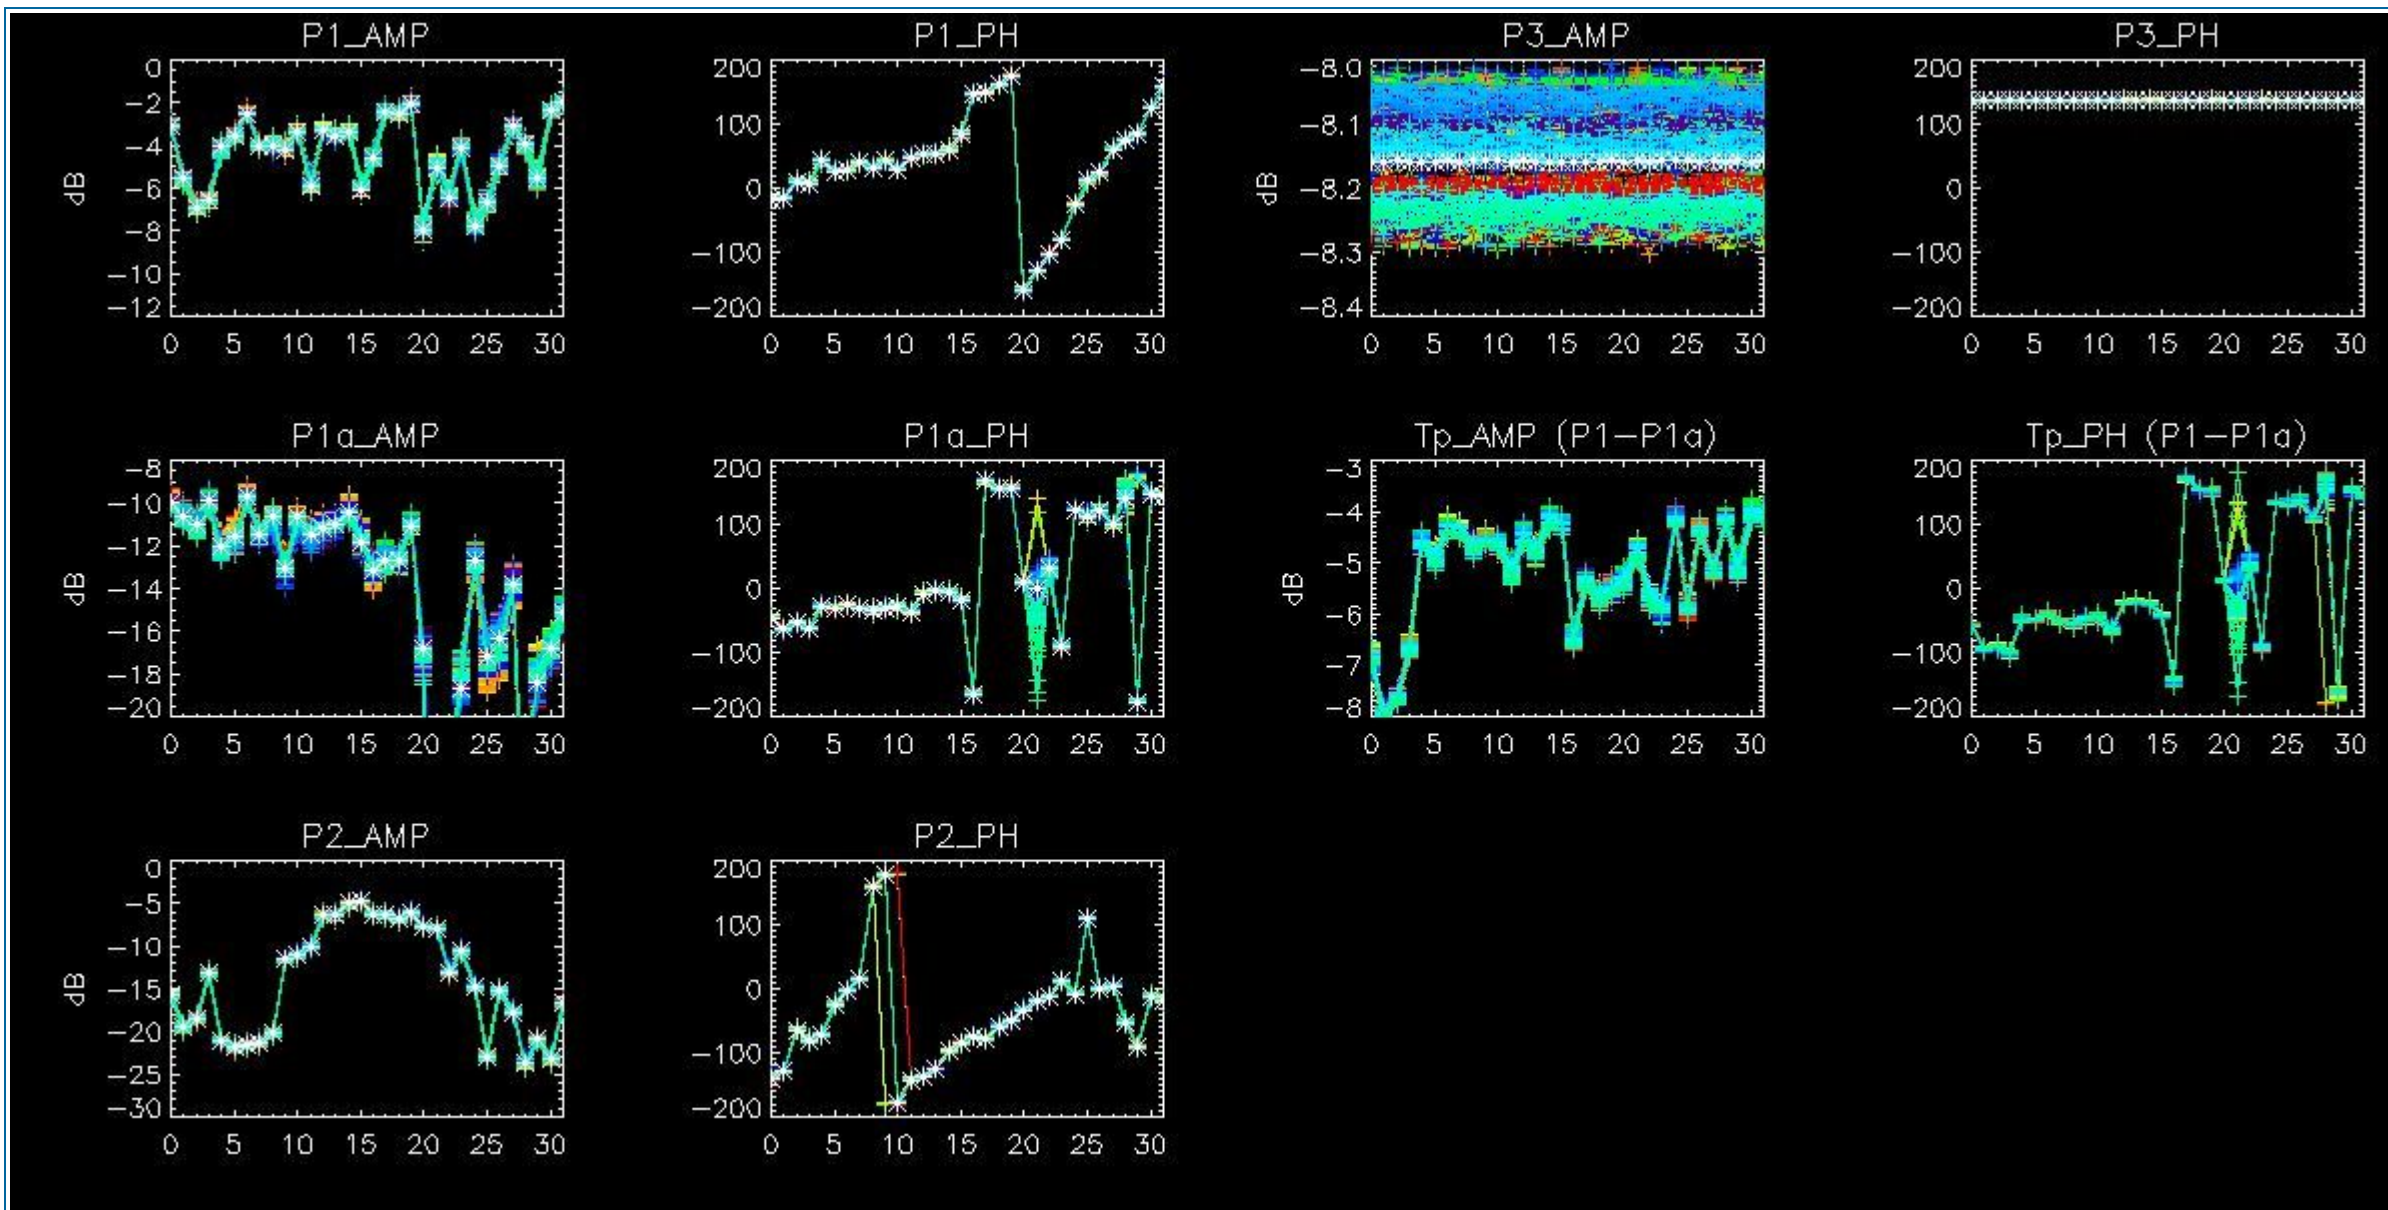 P1_AMP
0
−2
−4
−6
−8
−10
−12
dB
0 5 10 15 20 25 30
P1_PH
200
100
0
−100
−200
0 5 10 15 20 25 30
P3_AMP
−8.0
−8.1
−8.2
−8.3
−8.4
dB
0 5 10 15 20 25 30
P3_PH
200
100
0
−100
−200
0 5 10 15 20 25 30
P1a_AMP
−8
−10
−12
−14
−16
−18
−20
dB
0 5 10 15 20 25 30
P1a_PH
200
100
0
−100
−200
0 5 10 15 20 25 30
Tp_AMP (P1−P1a)
−3
−4
−5
−6
−7
−8
dB
0 5 10 15 20 25 30
Tp_PH (P1−P1a)
200
100
0
−100
−200
0 5 10 15 20 25 30
P2_AMP
0
−5
−10
−15
−20
−25
−30
dB
0 5 10 15 20 25 30
P2_PH
200
100
0
−100
−200
0 5 10 15 20 25 30